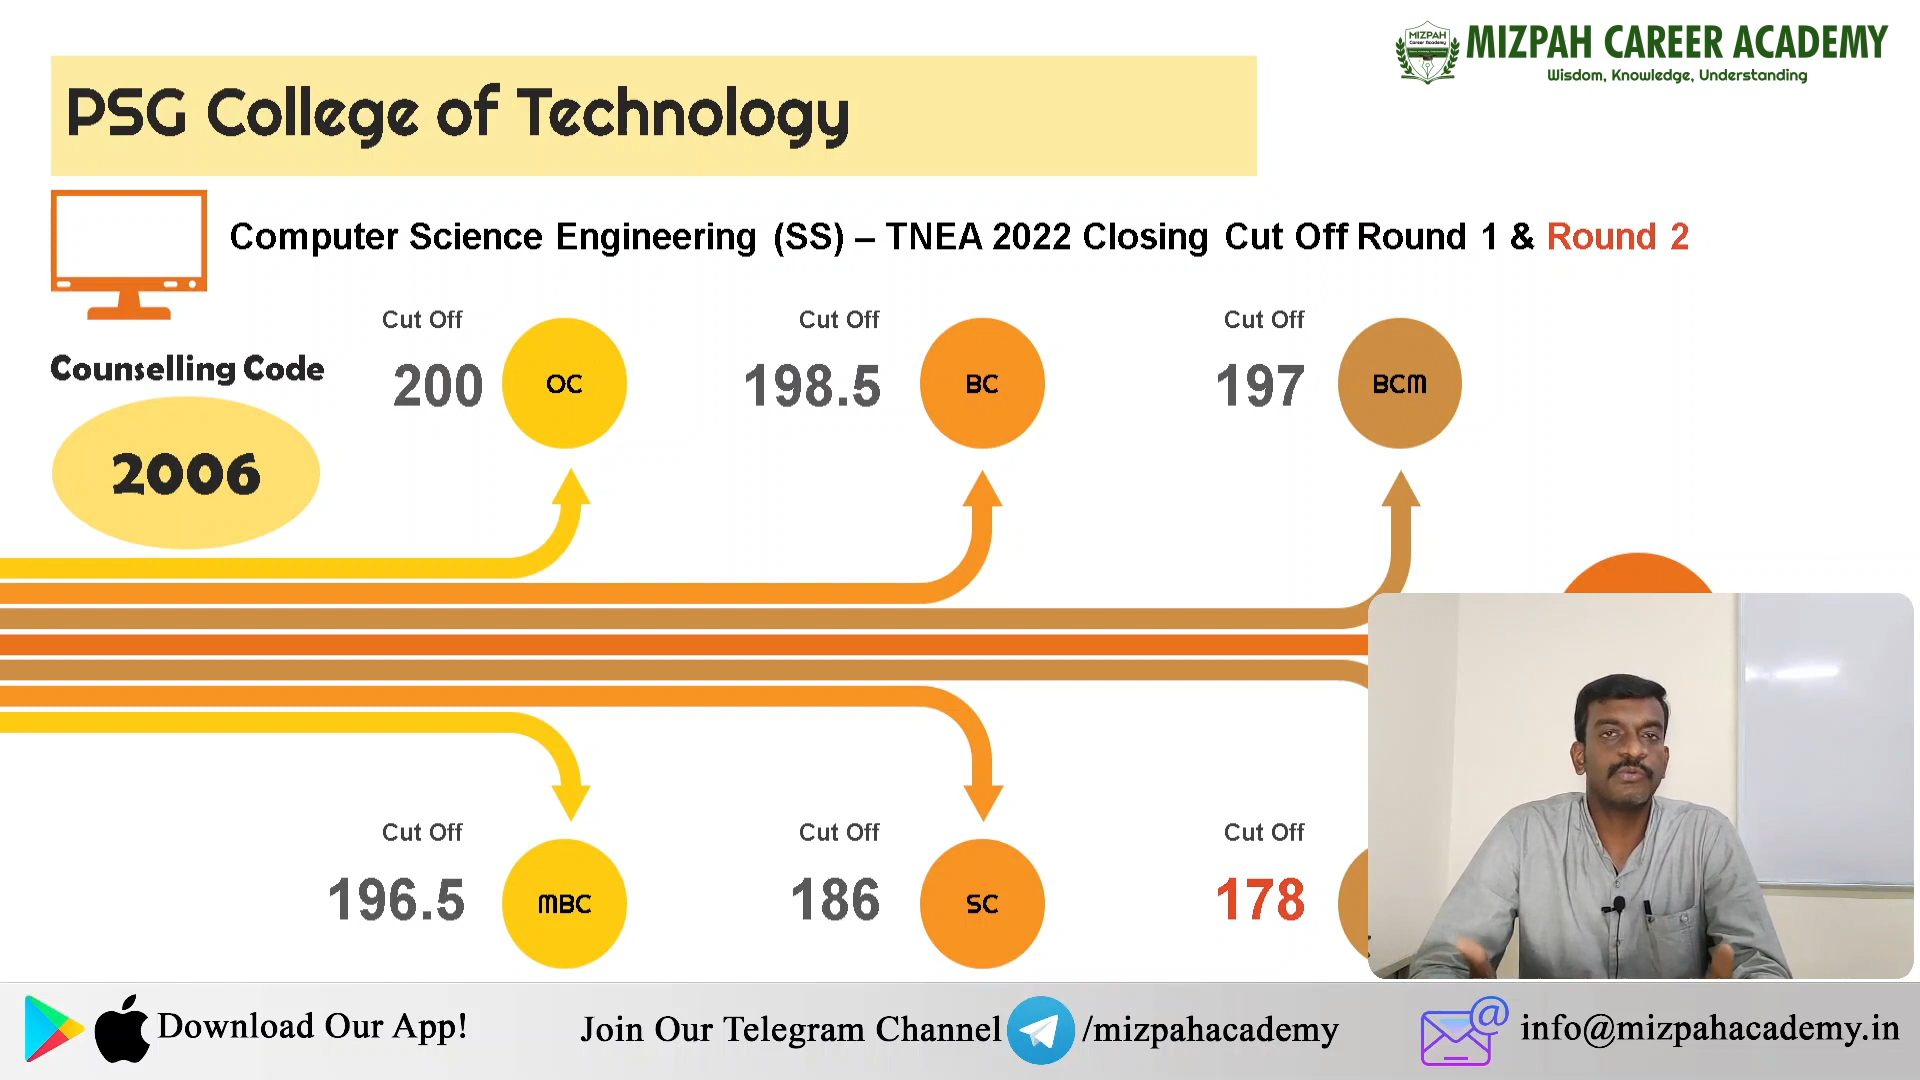 MIZPAH
Career Academy
MIZPAH CAREER ACADEMY
Wisdom, Knowledge, Understanding
PSG College of Technology
Computer Science Engineering (SS) – TNEA 2022 Closing Cut Off Round 1 & Round 2
Counselling Code
2006
Cut Off
200
OC
Cut Off
198.5
BC
Cut Off
197
BCM
Cut Off
196.5
MBC
Cut Off
186
SC
Cut Off
178
Download Our App!
Join Our Telegram Channel /mizpahacademy
@
info@mizpahacademy.in